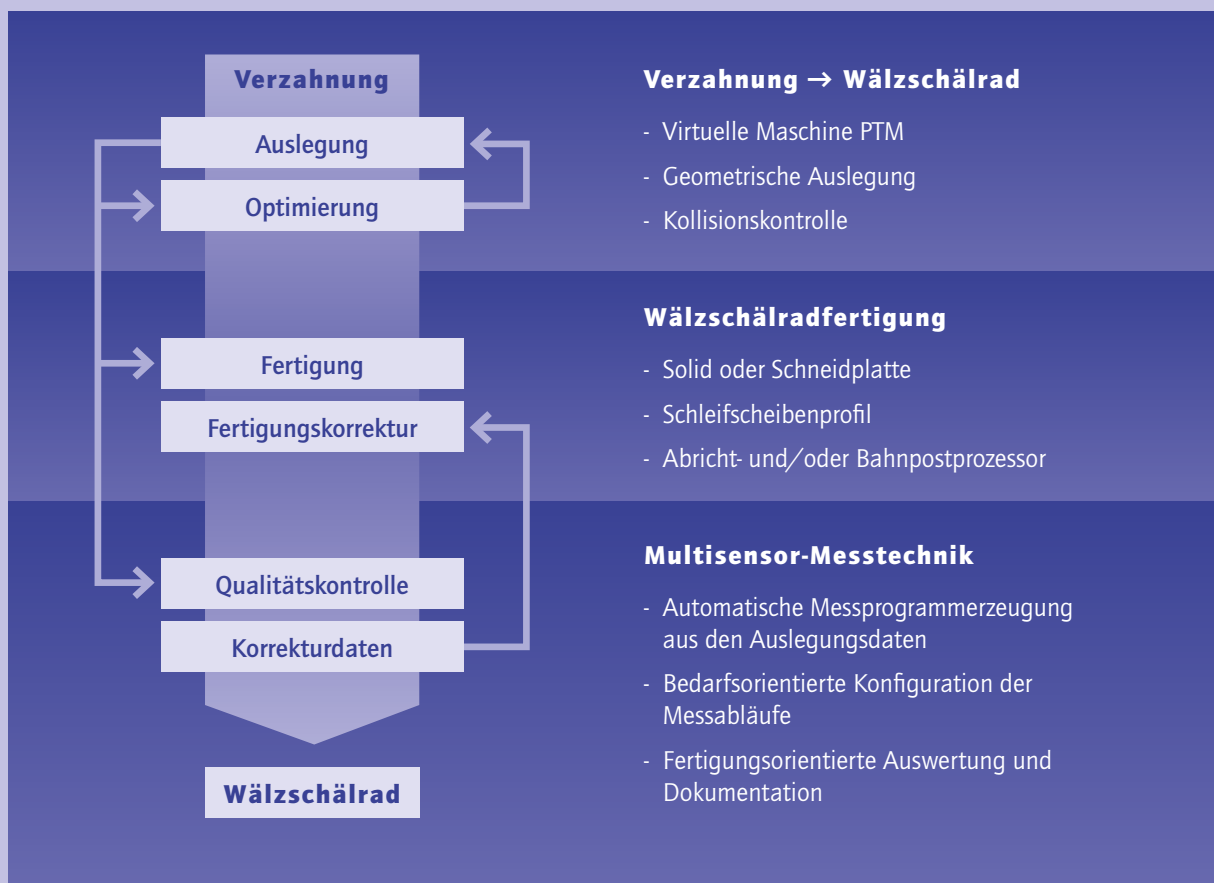 Verzahnung
Auslegung
Optimierung
Verzahnung → Wälzschälrad
- Virtuelle Maschine PTM
- Geometrische Auslegung
- Kollisionskontrolle
Fertigung
Fertigungskorrektur
Wälzschälradfertigung
- Solid oder Schneidplatte
- Schleifscheibenprofil
- Abricht- und/oder Bahnpostprozessor
Qualitätskontrolle
Korrekturdaten
Wälzschälrad
Multisensor-Messtechnik
- Automatische Messprogrammerzeugung
aus den Auslegungsdaten
- Bedarfsorientierte Konfiguration der
Messabläufe
- Fertigungsorientierte Auswertung und
Dokumentation